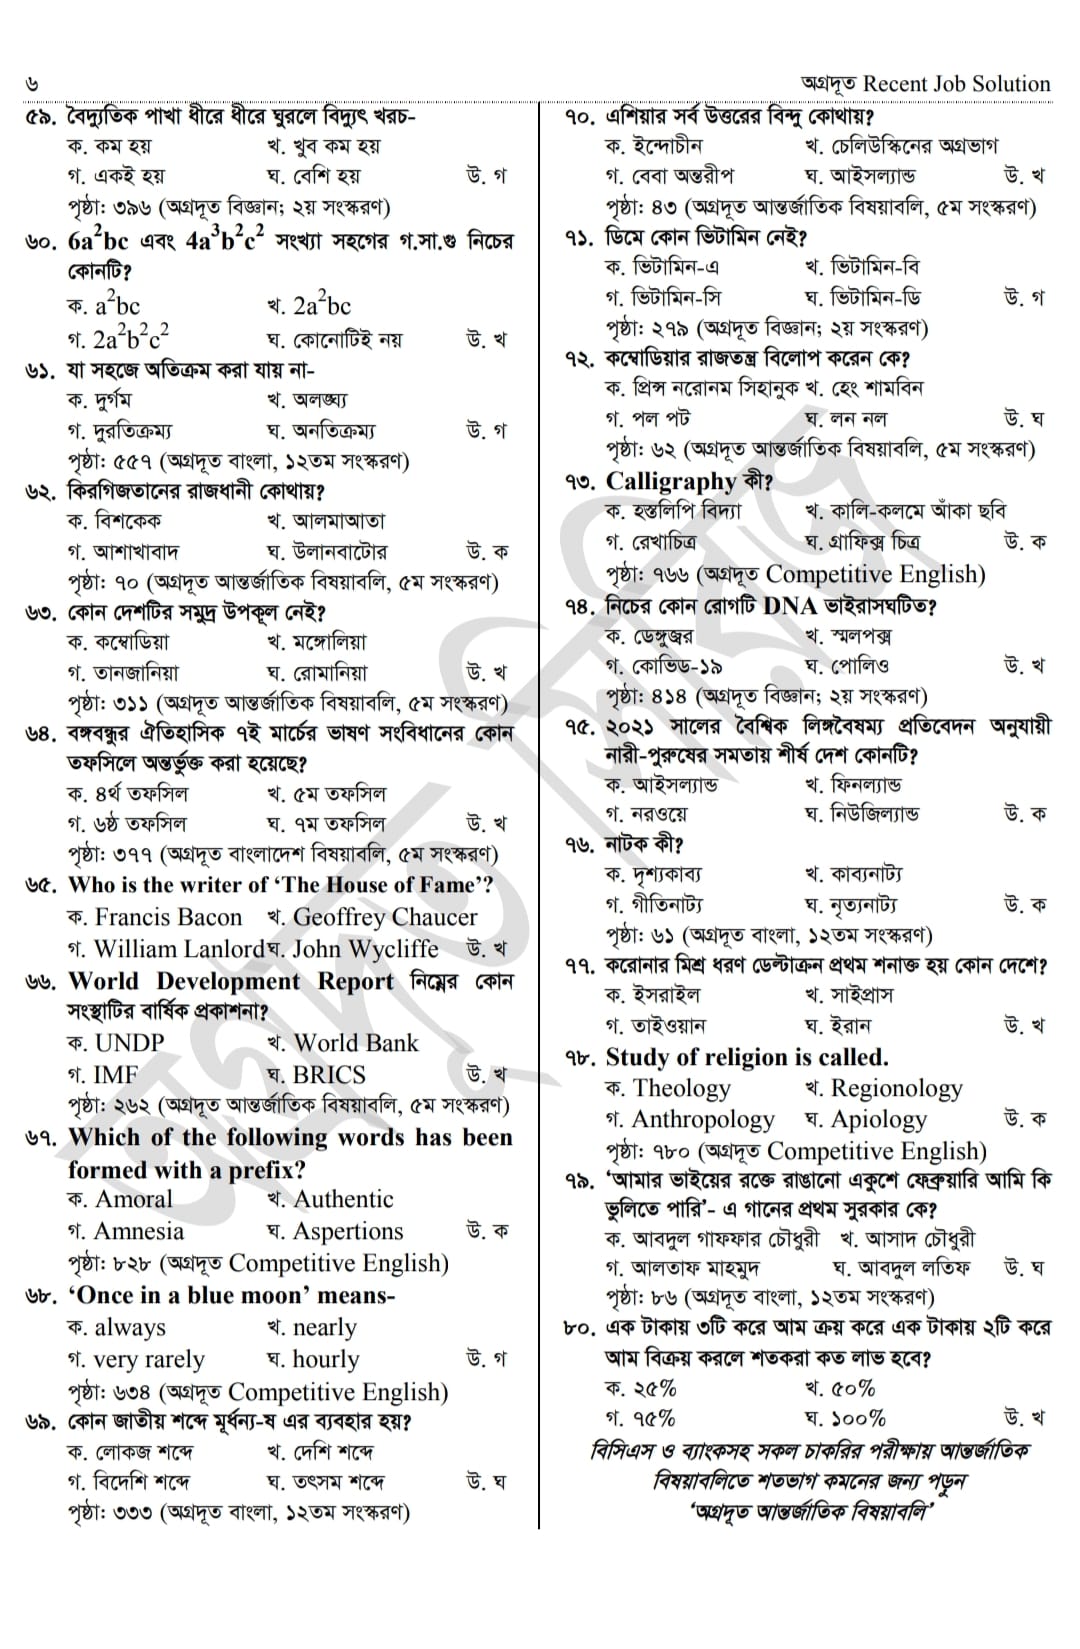 ৬
অগ্রদূত Recent Job Solution
৫৯. বৈদ্যুতিক পাখা ধীরে ধীরে ঘুরলে বিদ্যুৎ খরচ-
ক. কম হয় খ. খুব কম হয়
গ. একই হয় ঘ. বেশি হয় উ. গ
পৃষ্ঠা: ৩৯৬ (অগ্রদূত বিজ্ঞান; ২য় সংস্করণ)
৬০. 6a²bc এবং 4a³b²c² সংখ্যা সহগের গ.সা.গু নিচের
কোনটি?
ক. a²bc খ. 2a²bc
গ. 2a²b²c² ঘ. কোনোটিই নয় উ. খ
৬১. যা সহজে অতিক্রম করা যায় না-
ক. দুর্গম খ. অলঙ্ঘ্য
গ. দুরতিক্রম্য ঘ. অনতিক্রম্য উ. গ
পৃষ্ঠা: ৫৫৭ (অগ্রদূত বাংলা, ১২তম সংস্করণ)
৬২. কিরগিজতানের রাজধানী কোথায়?
ক. বিশকেক খ. আলমাআতা
গ. আশাখাবাদ ঘ. উলানবাটোর উ. ক
পৃষ্ঠা: ৭০ (অগ্রদূত আন্তর্জাতিক বিষয়াবলি, ৫ম সংস্করণ)
৬৩. কোন দেশটির সমুদ্র উপকূল নেই?
ক. কম্বোডিয়া খ. মঙ্গোলিয়া
গ. তানজানিয়া ঘ. রোমানিয়া উ. খ
পৃষ্ঠা: ৩১১ (অগ্রদূত আন্তর্জাতিক বিষয়াবলি, ৫ম সংস্করণ)
৬৪. বঙ্গবন্ধুর ঐতিহাসিক ৭ই মার্চের ভাষণ সংবিধানের কোন
তফসিলে অন্তর্ভুক্ত করা হয়েছে?
ক. ৪র্থ তফসিল খ. ৫ম তফসিল
গ. ৬ষ্ঠ তফসিল ঘ. ৭ম তফসিল উ. খ
পৃষ্ঠা: ৩৭৭ (অগ্রদূত বাংলাদেশ বিষয়াবলি, ৫ম সংস্করণ)
৬৫. Who is the writer of ‘The House of Fame’?
ক. Francis Bacon খ. Geoffrey Chaucer
গ. William Lanlord ঘ. John Wycliffe উ. খ
৬৬. World Development Report নিম্নের কোন
সংস্থাটির বার্ষিক প্রকাশনা?
ক. UNDP খ. World Bank
গ. IMF ঘ. BRICS উ. খ
পৃষ্ঠা: ২৬২ (অগ্রদূত আন্তর্জাতিক বিষয়াবলি, ৫ম সংস্করণ)
৬৭. Which of the following words has been
formed with a prefix?
ক. Amoral খ. Authentic
গ. Amnesia ঘ. Aspertions উ. ক
পৃষ্ঠা: ৮২৮ (অগ্রদূত Competitive English)
৬৮. ‘Once in a blue moon’ means-
ক. always খ. nearly
গ. very rarely ঘ. hourly উ. গ
পৃষ্ঠা: ৬৩৪ (অগ্রদূত Competitive English)
৬৯. কোন জাতীয় শব্দে মূর্ধন্য-ষ এর ব্যবহার হয়?
ক. লোকজ শব্দে খ. দেশি শব্দে
গ. বিদেশি শব্দে ঘ. তৎসম শব্দে উ. ঘ
পৃষ্ঠা: ৩৩৩ (অগ্রদূত বাংলা, ১২তম সংস্করণ)
৭০. এশিয়ার সর্ব উত্তরের বিন্দু কোথায়?
ক. ইন্দোচীন খ. চেলিউস্কিনের অগ্রভাগ
গ. বেবা অন্তরীপ ঘ. আইসল্যান্ড উ. খ
পৃষ্ঠা: ৪৩ (অগ্রদূত আন্তর্জাতিক বিষয়াবলি, ৫ম সংস্করণ)
৭১. ডিমে কোন ভিটামিন নেই?
ক. ভিটামিন-এ খ. ভিটামিন-বি
গ. ভিটামিন-সি ঘ. ভিটামিন-ডি উ. গ
পৃষ্ঠা: ২৭৯ (অগ্রদূত বিজ্ঞান; ২য় সংস্করণ)
৭২. কম্বোডিয়ার রাজতন্ত্র বিলোপ করেন কে?
ক. প্রিন্স নরোনম সিহানুক খ. হেং শামবিন
গ. পল পট ঘ. লন নল উ. ঘ
পৃষ্ঠা: ৬২ (অগ্রদূত আন্তর্জাতিক বিষয়াবলি, ৫ম সংস্করণ)
৭৩. Calligraphy কী?
ক. হস্তলিপি বিদ্যা খ. কালি-কলমে আঁকা ছবি
গ. রেখাচিত্র ঘ. গ্রাফিক্স চিত্র উ. ক
পৃষ্ঠা: ৭৬৬ (অগ্রদূত Competitive English)
৭৪. নিচের কোন রোগটি DNA ভাইরাসঘটিত?
ক. ডেঙ্গুজ্বর খ. স্মলপক্স
গ. কোভিড-১৯ ঘ. পোলিও উ. খ
পৃষ্ঠা: ৪১৪ (অগ্রদূত বিজ্ঞান; ২য় সংস্করণ)
৭৫. ২০২১ সালের বৈশ্বিক লিঙ্গবৈষম্য প্রতিবেদন অনুযায়ী
নারী-পুরুষের সমতায় শীর্ষ দেশ কোনটি?
ক. আইসল্যান্ড খ. ফিনল্যান্ড
গ. নরওয়ে ঘ. নিউজিল্যান্ড উ. ক
৭৬. নাটক কী?
ক. দৃশ্যকাব্য খ. কাব্যনাট্য
গ. গীতিনাট্য ঘ. নৃত্যনাট্য উ. ক
পৃষ্ঠা: ৬১ (অগ্রদূত বাংলা, ১২তম সংস্করণ)
৭৭. করোনার মিশ্র ধরণ ডেল্টাক্রন প্রথম শনাক্ত হয় কোন দেশে?
ক. ইসরাইল খ. সাইপ্রাস
গ. তাইওয়ান ঘ. ইরান উ. খ
৭৮. Study of religion is called.
ক. Theology খ. Regionology
গ. Anthropology ঘ. Apiology উ. ক
পৃষ্ঠা: ৭৮০ (অগ্রদূত Competitive English)
৭৯. ‘আমার ভাইয়ের রক্তে রাঙানো একুশে ফেব্রুয়ারি আমি কি
ভুলিতে পারি’- এ গানের প্রথম সুরকার কে?
ক. আবদুল গাফফার চৌধুরী খ. আসাদ চৌধুরী
গ. আলতাফ মাহমুদ ঘ. আবদুল লতিফ উ. ঘ
পৃষ্ঠা: ৮৬ (অগ্রদূত বাংলা, ১২তম সংস্করণ)
৮০. এক টাকায় ৩টি করে আম ক্রয় করে এক টাকায় ২টি করে
আম বিক্রয় করলে শতকরা কত লাভ হবে?
ক. ২৫% খ. ৫০%
গ. ৭৫% ঘ. ১০০% উ. খ
বিসিএস ও ব্যাংকসহ সকল চাকরির পরীক্ষায় আন্তর্জাতিক
বিষয়াবলিতে শতভাগ কমনের জন্য পড়ুন
‘অগ্রদূত আন্তর্জাতিক বিষয়াবলি’
অগ্রদূত সিরিজ